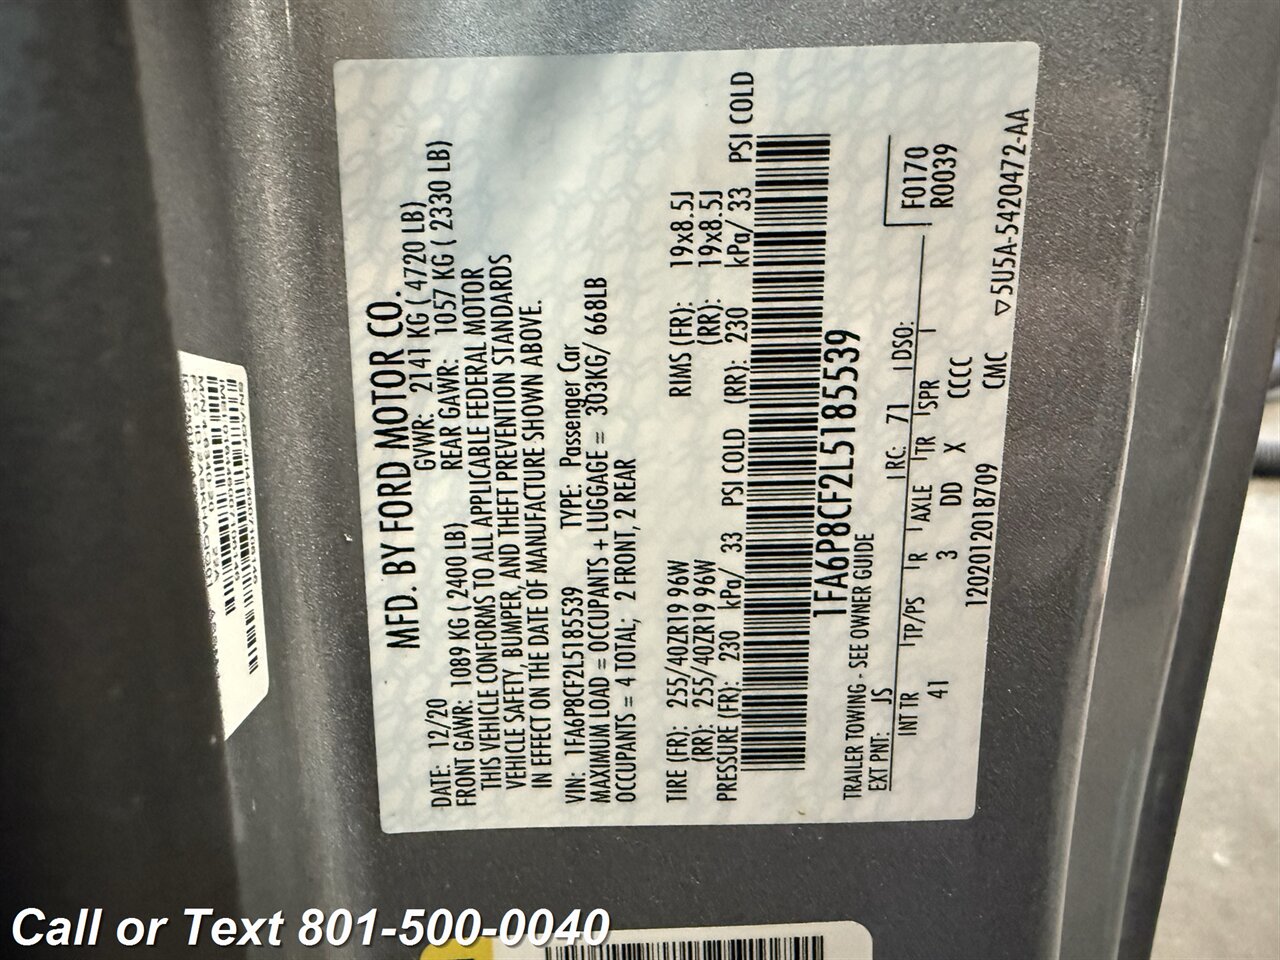 MFD. BY FORD MOTOR CO.
DATE: 12/20 GVWR: 2141 KG ( 4720 LB)
FRONT GAWR: 1089 KG ( 2400 LB) REAR GAWR: 1057 KG ( 2330 LB)
THIS VEHICLE CONFORMS TO ALL APPLICABLE FEDERAL MOTOR
VEHICLE SAFETY, BUMPER, AND THEFT PREVENTION STANDARDS
IN EFFECT ON THE DATE OF MANUFACTURE SHOWN ABOVE.
VIN: 1FA6P8CF2L5185539 TYPE: Passenger Car
MAXIMUM LOAD = OCCUPANTS + LUGGAGE = 303KG/ 668LB
OCCUPANTS = 4 TOTAL; 2 FRONT, 2 REAR
TIRE (FR): 255/40ZR19 96W RIMS (FR): 19x8.5J
(RR): 255/40ZR19 96W (RR): 19x8.5J
PRESSURE (FR): 230 kPa/ 33 PSI COLD (RR): 230 kPa/ 33 PSI COLD
1FA6P8CF2L5185539
TRAILER TOWING - SEE OWNER GUIDE
EXT PNT: JS RC: 71 DSO:
F0170
R0039
INT TR TP/PS R AXLE TR SPR
41 3 DD X CCCC
1202012018709 CMC
▽5U5A-5420472-AA
Call or Text 801-500-0040